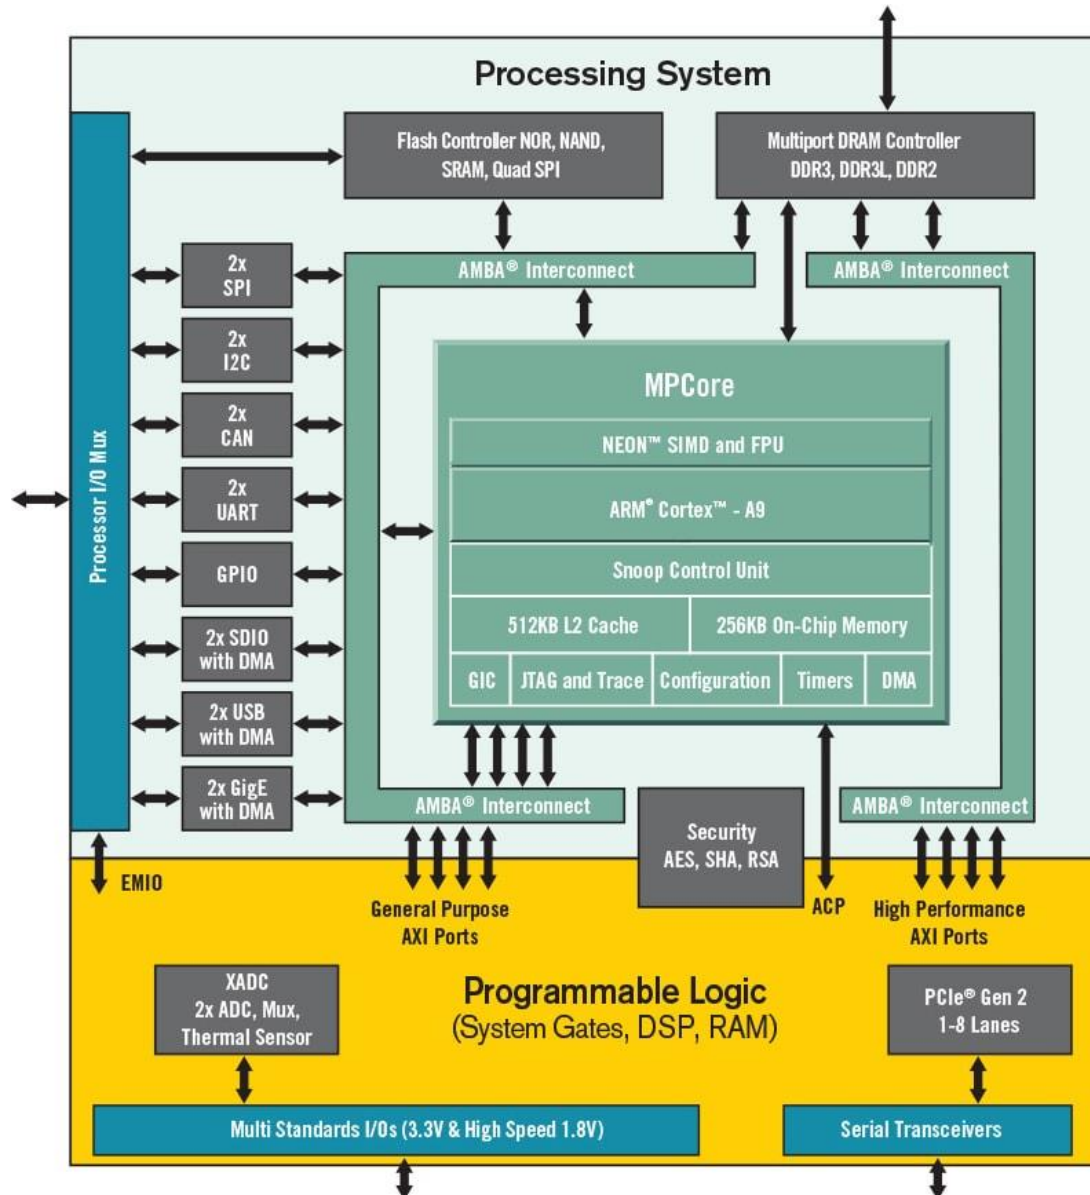 Processing System
Flash Controller NOR, NAND,
SRAM, Quad SPI
Multiport DRAM Controller
DDR3, DDR3L, DDR2
AMBA® Interconnect
AMBA® Interconnect
Processor I/O Mux
2x
SPI
2x
I2C
2x
CAN
2x
UART
GPIO
2x SDIO
with DMA
2x USB
with DMA
2x GigE
with DMA
MPCore
NEON™ SIMD and FPU
ARM® Cortex™ - A9
Snoop Control Unit
512KB L2 Cache
256KB On-Chip Memory
GIC
JTAG and Trace
Configuration
Timers
DMA
AMBA® Interconnect
AMBA® Interconnect
Security
AES, SHA, RSA
EMIO
General Purpose
AXI Ports
ACP
High Performance
AXI Ports
XADC
2x ADC, Mux,
Thermal Sensor
Programmable Logic
(System Gates, DSP, RAM)
PCIe® Gen 2
1-8 Lanes
Multi Standards I/Os (3.3V & High Speed 1.8V)
Serial Transceivers